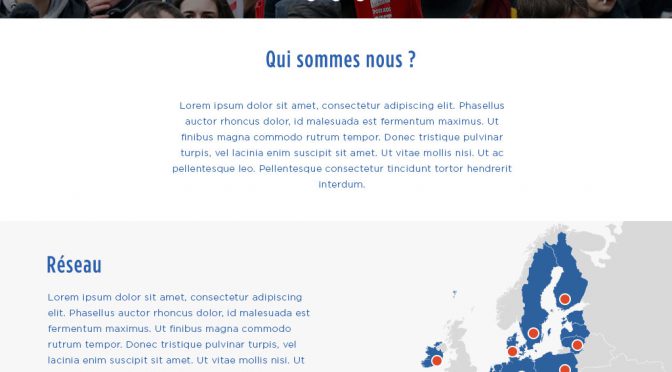 Qui sommes nous ?
Lorem ipsum dolor sit amet, consectetur adipiscing elit. Phasellus
auctor rhoncus dolor, id malesuada est fermentum maximus. Ut
finibus magna commodo rutrum tempor. Donec tristique pulvinar
turpis, vel lacinia enim suscipit sit amet. Ut vitae mollis nisi. Ut ac
pellentesque leo. Pellentesque consectetur tincidunt tortor hendrerit
interdum.
Réseau
Lorem ipsum dolor sit amet, consectetur adipiscing
elit. Phasellus auctor rhoncus dolor, id malesuada est
fermentum maximus. Ut finibus magna commodo
rutrum tempor. Donec tristique pulvinar turpis, vel
lacinia enim suscipit sit amet. Ut vitae mollis nisi. Ut